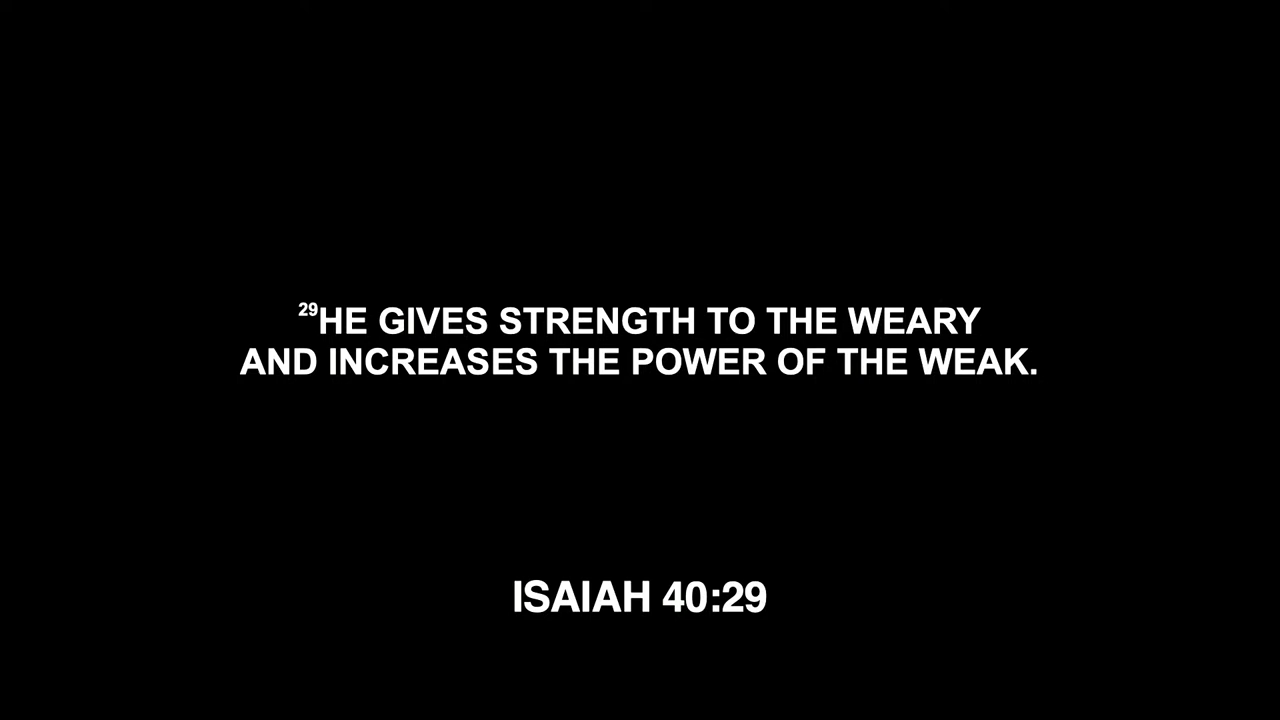 ²⁹HE GIVES STRENGTH TO THE WEARY
AND INCREASES THE POWER OF THE WEAK.
ISAIAH 40:29